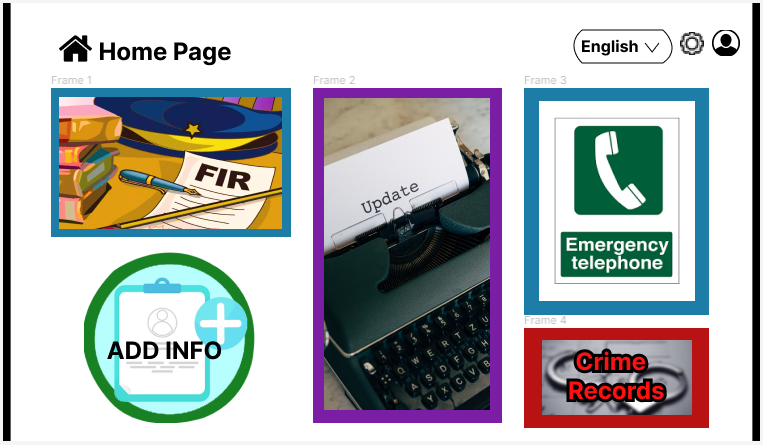 Home Page
English
Frame 1
Frame 2
Frame 3
FIR
Update
Emergency
telephone
ADD INFO
Frame 4
Crime
Records